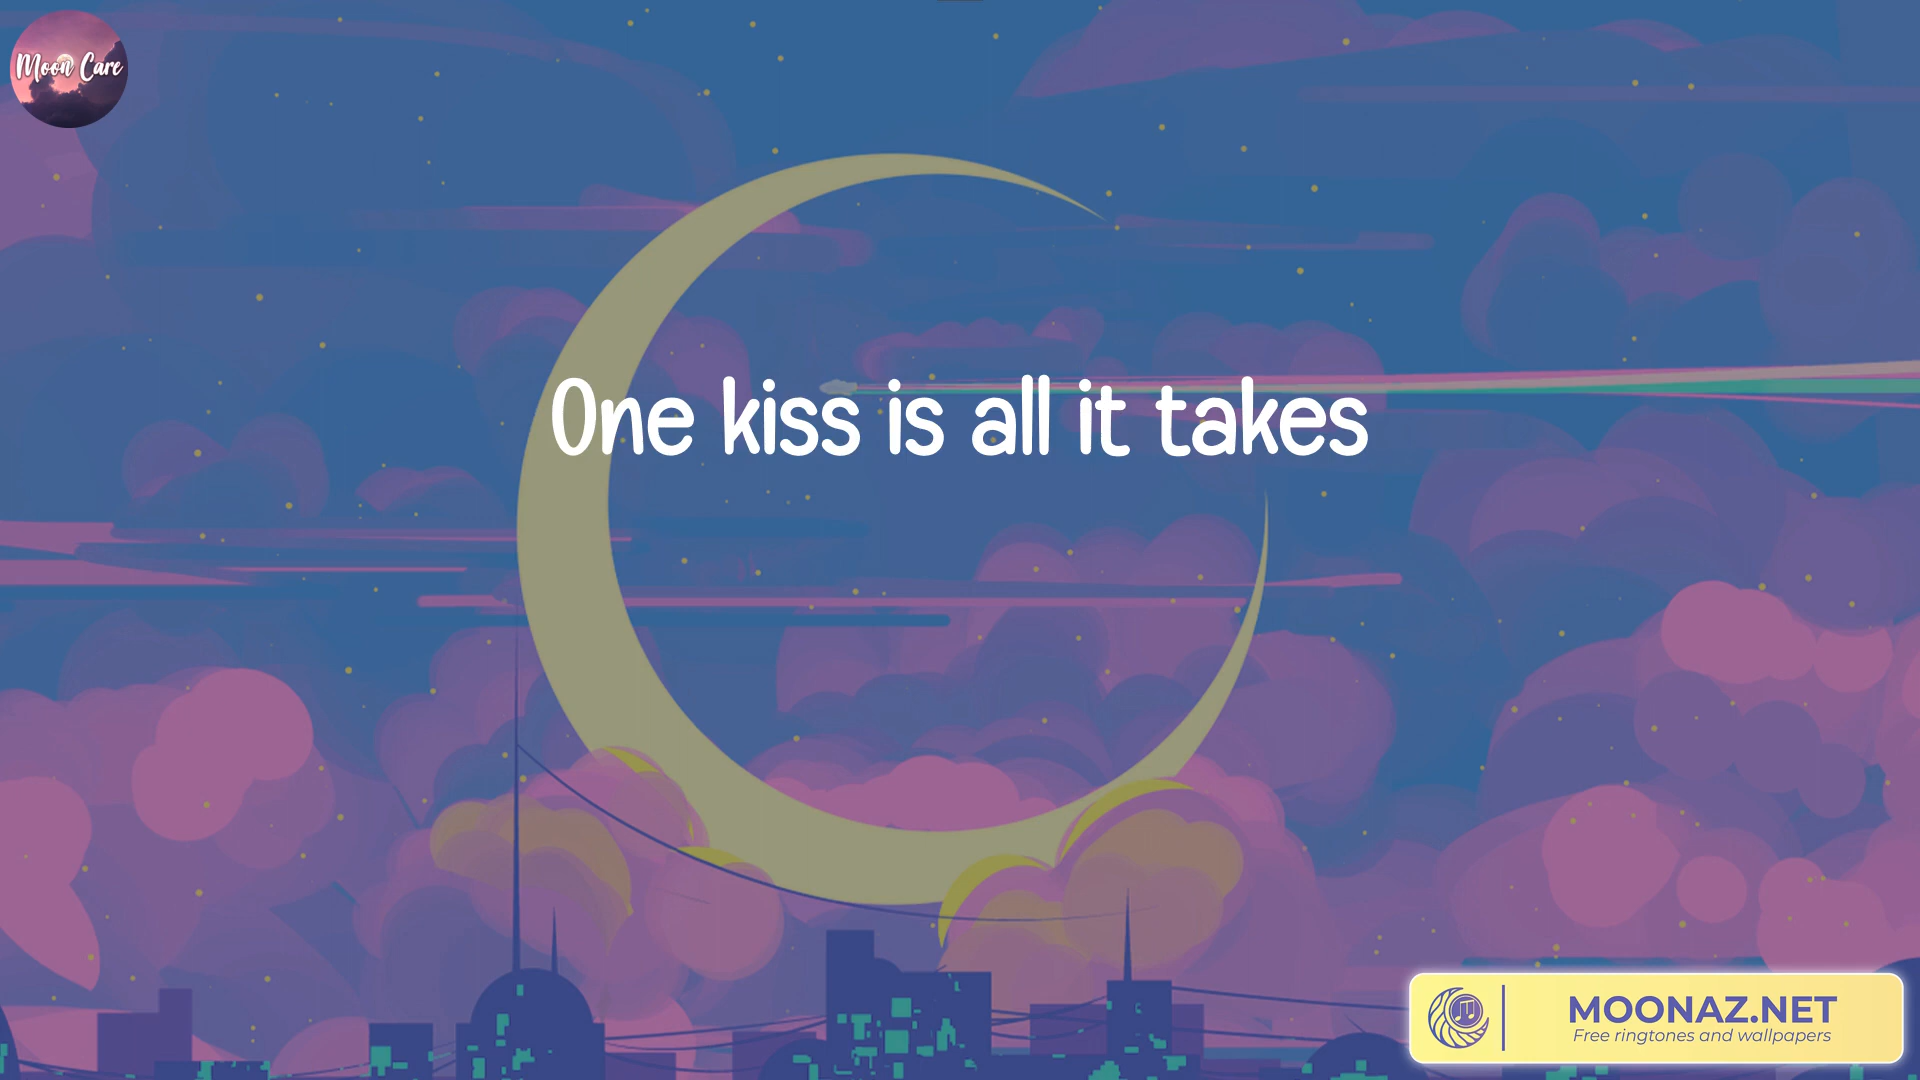 Moon Care
One kiss is all it takes
MOONAZ.NET
Free ringtones and wallpapers